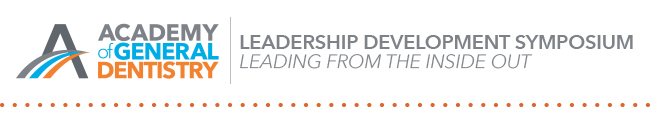 ACADEMY
of GENERAL
DENTISTRY
LEADERSHIP DEVELOPMENT SYMPOSIUM
LEADING FROM THE INSIDE OUT